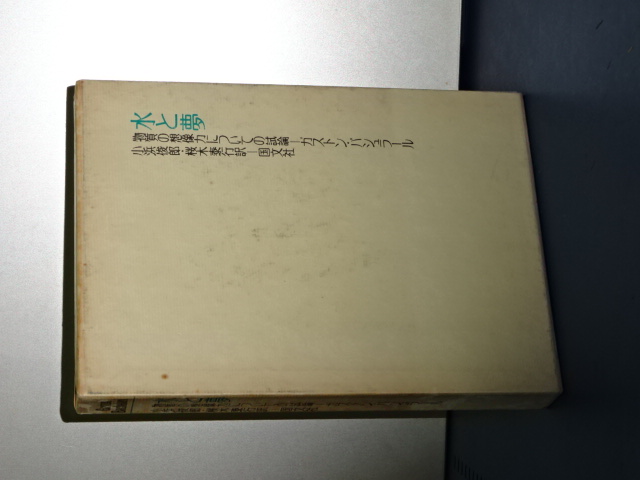 水と夢
物質の想像力についての試論—ガストン・バシュラール
小浜俊郎・桜木泰行訳—国文社